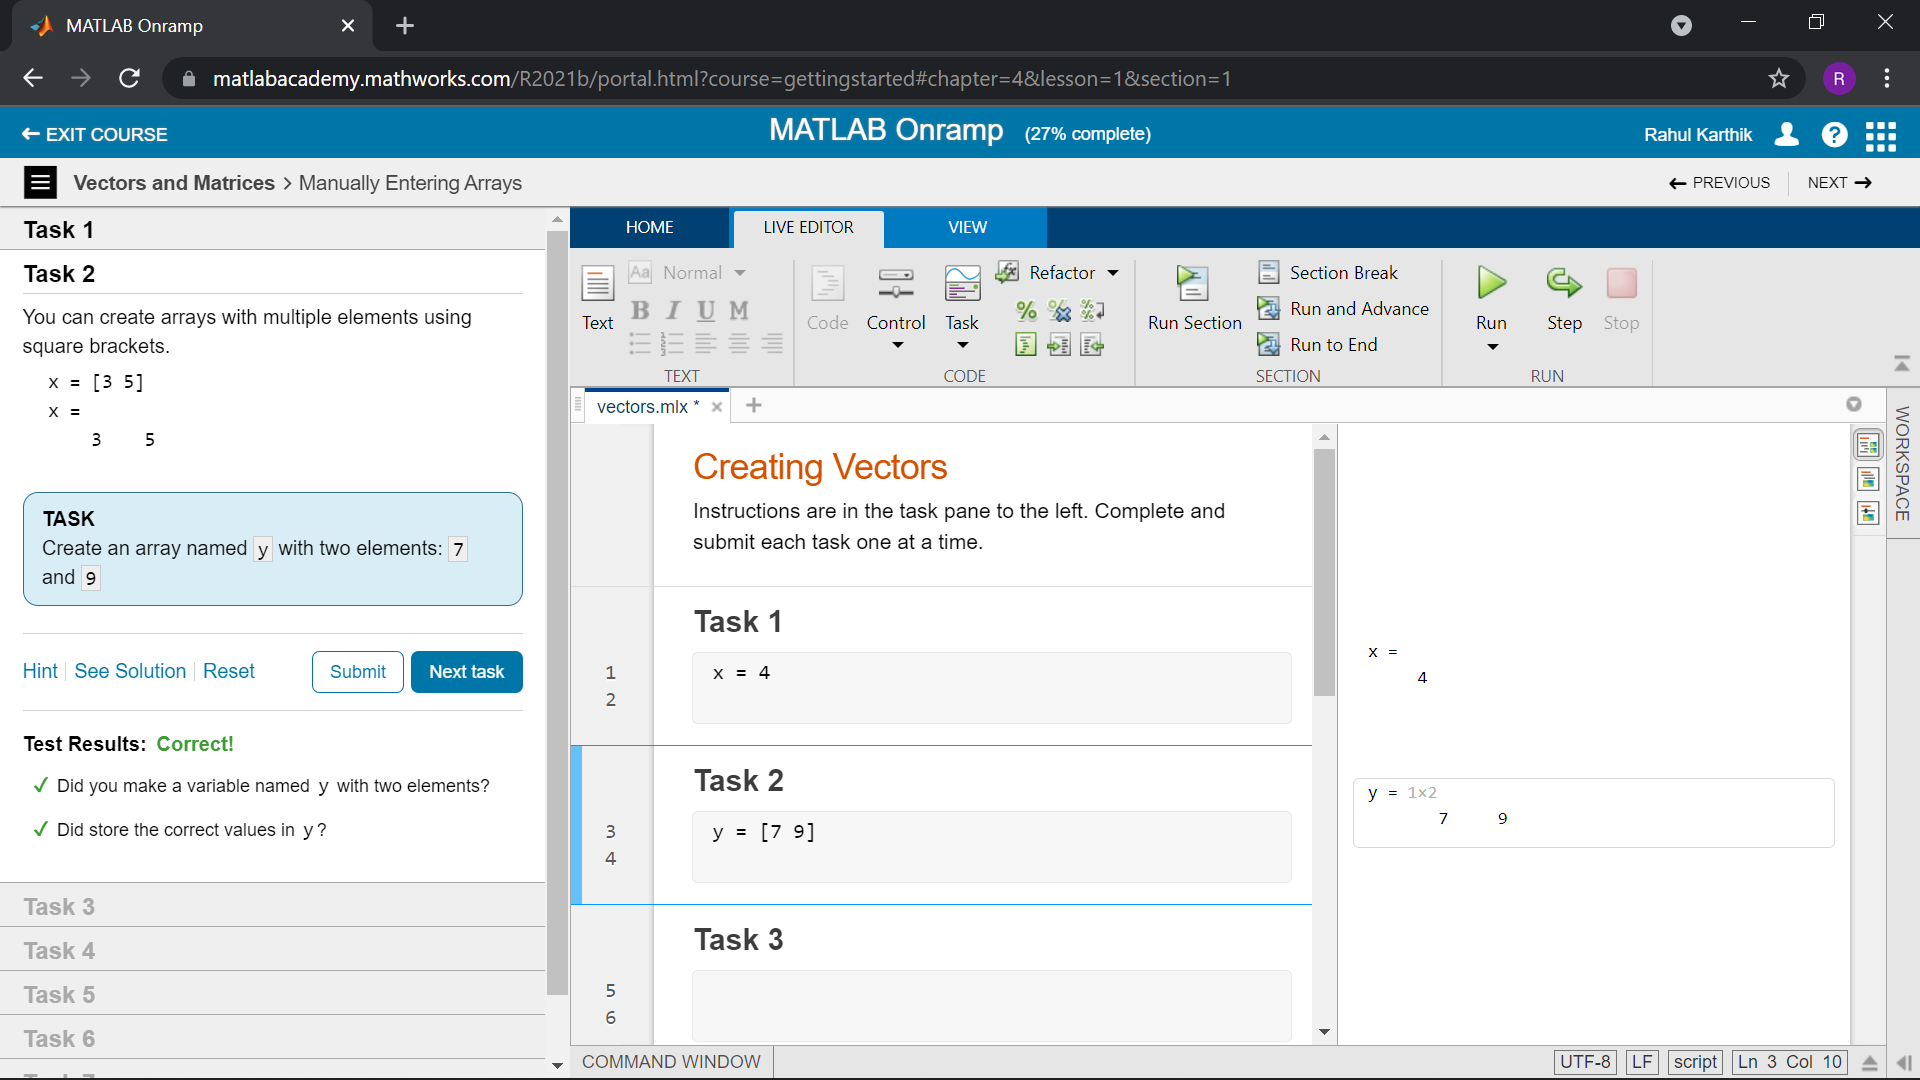 MATLAB Onramp
matlabacademy.mathworks.com/R2021b/portal.html?course=gettingstarted#chapter=4&lesson=1&section=1
R
EXIT COURSE
MATLAB Onramp (27% complete)
Rahul Karthik
?
Vectors and Matrices > Manually Entering Arrays
PREVIOUS
NEXT
Task 1
Task 2
You can create arrays with multiple elements using
square brackets.
x = [3 5]
x =
3 5
TASK
Create an array named y with two elements: 7
and 9
Hint
See Solution
Reset
Submit
Next task
Test Results: Correct!
✓ Did you make a variable named y with two elements?
✓ Did store the correct values in y?
Task 3
Task 4
Task 5
Task 6
HOME
LIVE EDITOR
VIEW
Text
Aa Normal
B I U M
TEXT
Code
Control
Task
Refactor
CODE
Run Section
Section Break
Run and Advance
Run to End
SECTION
Run
Step
Stop
RUN
vectors.mlx *
WORKSPACE
Creating Vectors
Instructions are in the task pane to the left. Complete and
submit each task one at a time.
Task 1
1 x = 4
2
x =
4
Task 2
3 y = [7 9]
4
y = 1×2
7 9
Task 3
5
6
COMMAND WINDOW
UTF-8
LF
script
Ln 3 Col 10